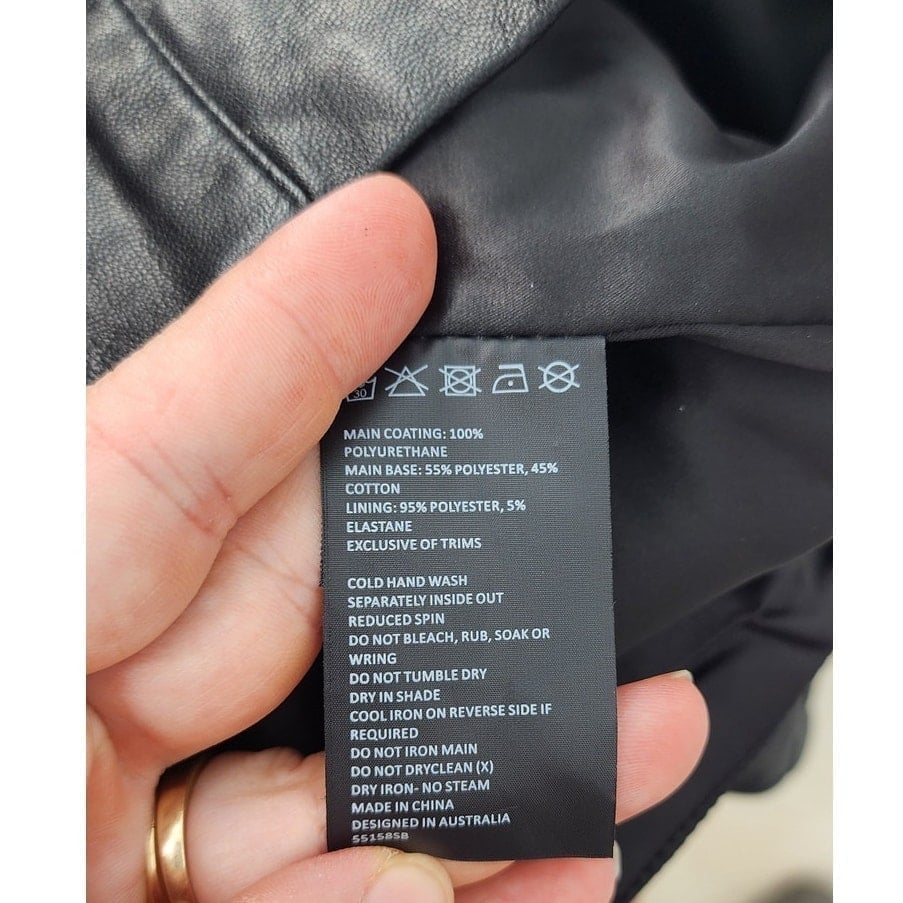 30
MAIN COATING: 100%
POLYURETHANE
MAIN BASE: 55% POLYESTER, 45%
COTTON
LINING: 95% POLYESTER, 5%
ELASTANE
EXCLUSIVE OF TRIMS
COLD HAND WASH
SEPARATELY INSIDE OUT
REDUCED SPIN
DO NOT BLEACH, RUB, SOAK OR
WRING
DO NOT TUMBLE DRY
DRY IN SHADE
COOL IRON ON REVERSE SIDE IF
REQUIRED
DO NOT IRON MAIN
DO NOT DRYCLEAN (X)
DRY IRON- NO STEAM
MADE IN CHINA
DESIGNED IN AUSTRALIA
55158SB